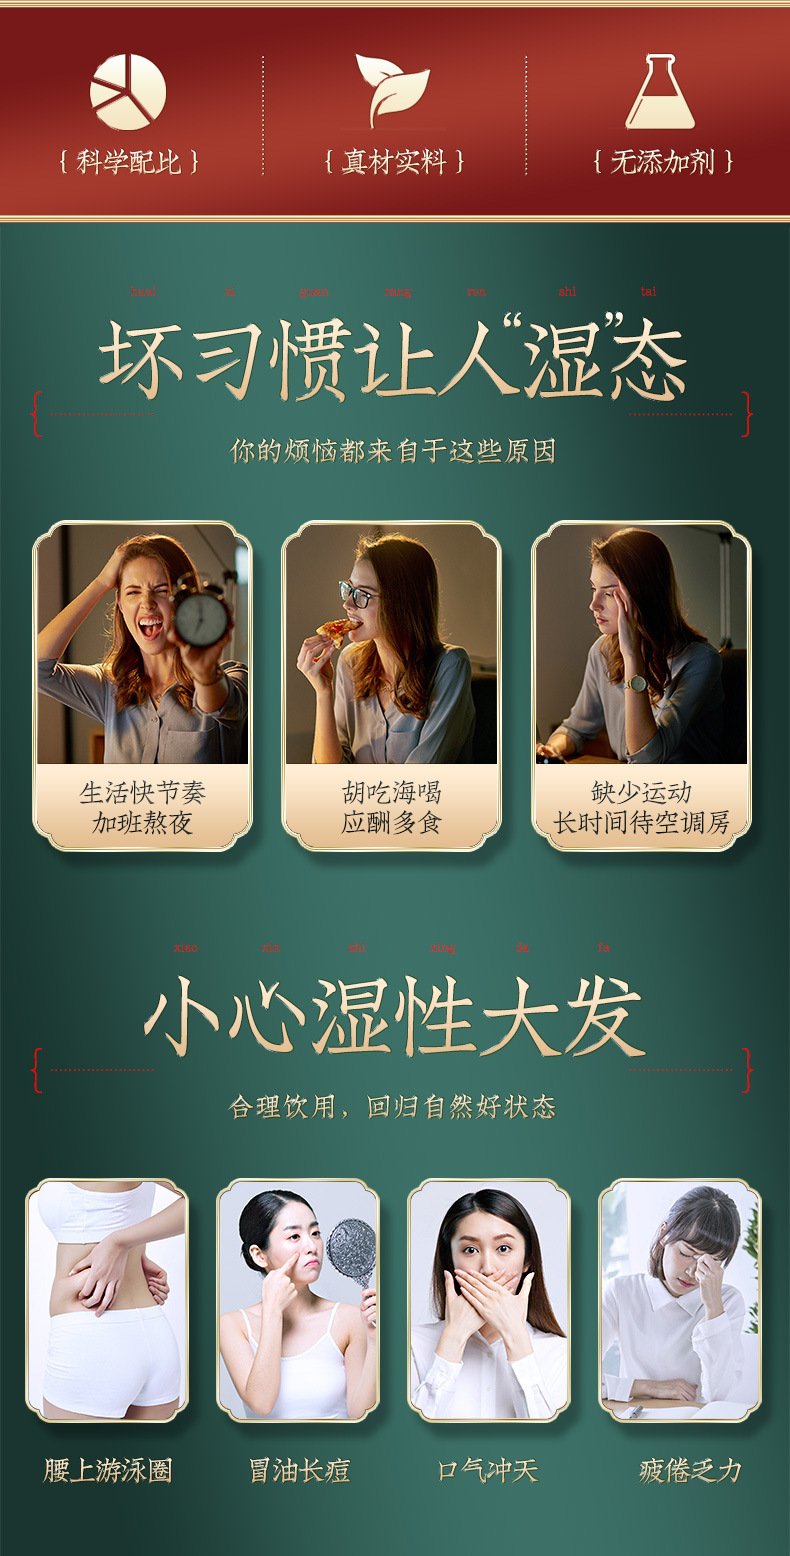 { 科学配比 }
{ 真材实料 }
{ 无添加剂 }
huai xi guan rang ren shi tai
坏习惯让人“湿”态
你的烦恼都来自于这些原因
生活快节奏
加班熬夜
胡吃海喝
应酬多食
缺少运动
长时间待空调房
xiao xin shi xing da fa
小心湿性大发
合理饮用，回归自然好状态
腰上游泳圈
冒油长痘
口气冲天
疲倦乏力